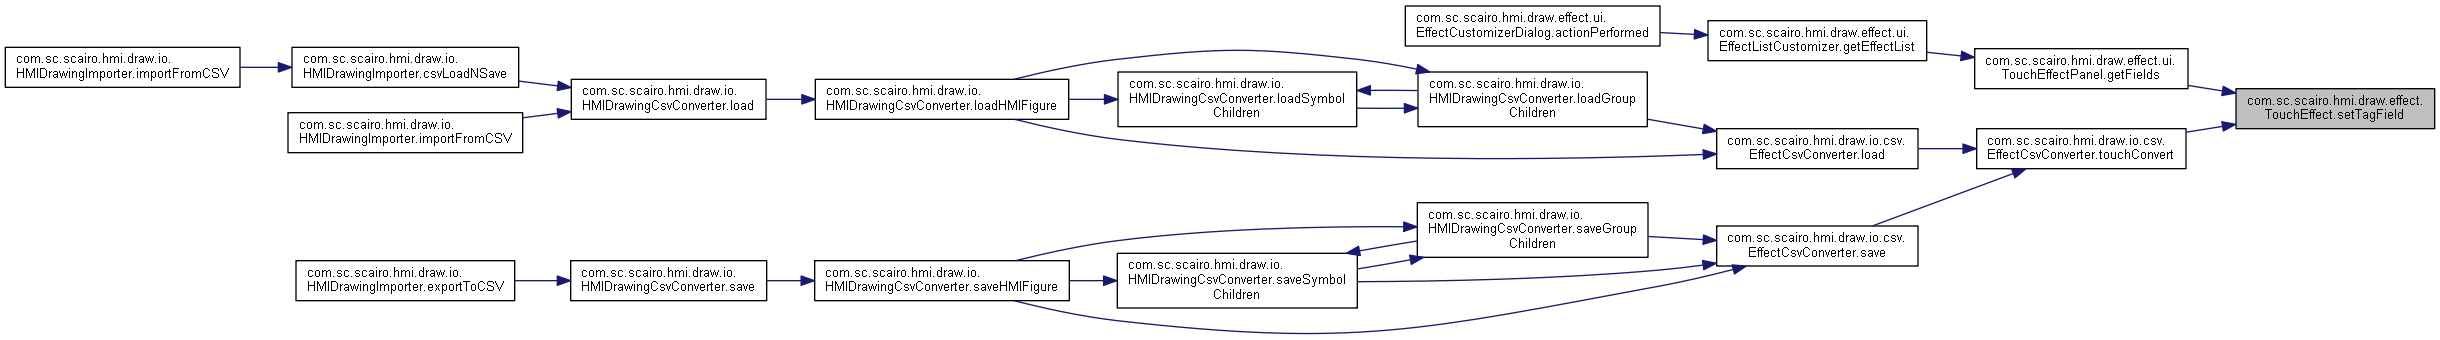 com.sc.scairo.hmi.draw.io.
HMIDrawingImporter.importFromCSV
com.sc.scairo.hmi.draw.io.
HMIDrawingImporter.csvLoadNSave
com.sc.scairo.hmi.draw.io.
HMIDrawingImporter.importFromCSV
com.sc.scairo.hmi.draw.io.
HMIDrawingCsvConverter.load
com.sc.scairo.hmi.draw.io.
HMIDrawingCsvConverter.loadHMIFigure
com.sc.scairo.hmi.draw.io.
HMIDrawingCsvConverter.loadSymbol
Children
com.sc.scairo.hmi.draw.effect.ui.
EffectCustomizerDialog.actionPerformed
com.sc.scairo.hmi.draw.io.
HMIDrawingCsvConverter.loadGroup
Children
com.sc.scairo.hmi.draw.effect.ui.
EffectListCustomizer.getEffectList
com.sc.scairo.hmi.draw.io.csv.
EffectCsvConverter.load
com.sc.scairo.hmi.draw.effect.ui.
TouchEffectPanel.getFields
com.sc.scairo.hmi.draw.io.csv.
EffectCsvConverter.touchConvert
com.sc.scairo.hmi.draw.effect.
TouchEffect.setTagField
com.sc.scairo.hmi.draw.io.
HMIDrawingImporter.exportToCSV
com.sc.scairo.hmi.draw.io.
HMIDrawingCsvConverter.save
com.sc.scairo.hmi.draw.io.
HMIDrawingCsvConverter.saveHMIFigure
com.sc.scairo.hmi.draw.io.
HMIDrawingCsvConverter.saveSymbol
Children
com.sc.scairo.hmi.draw.io.
HMIDrawingCsvConverter.saveGroup
Children
com.sc.scairo.hmi.draw.io.csv.
EffectCsvConverter.save